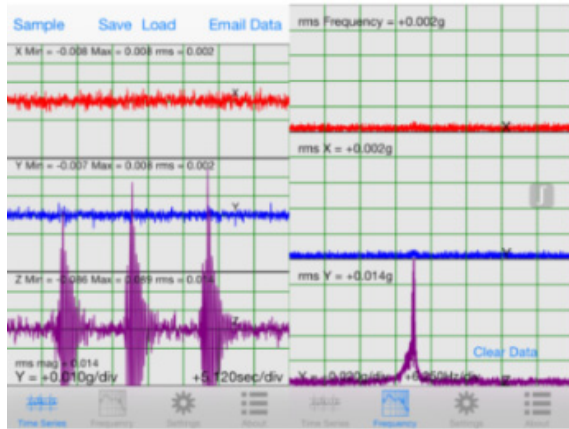 Sample Save Load Email Data
X Min = -0.008 Max = 0.008 rms = 0.002
X
Y Min = -0.007 Max = 0.008 rms = 0.002
Y
Z Min = -0.086 Max = 0.089 rms = 0.014
Z
rms mag = 0.014
Y = +0.010g/div +5.120sec/div
Time Series Frequency Settings About
rms Frequency = +0.002g
X
rms X = +0.002g
Y
rms Y = +0.014g
Clear Data
Z
Time Series Frequency Settings About